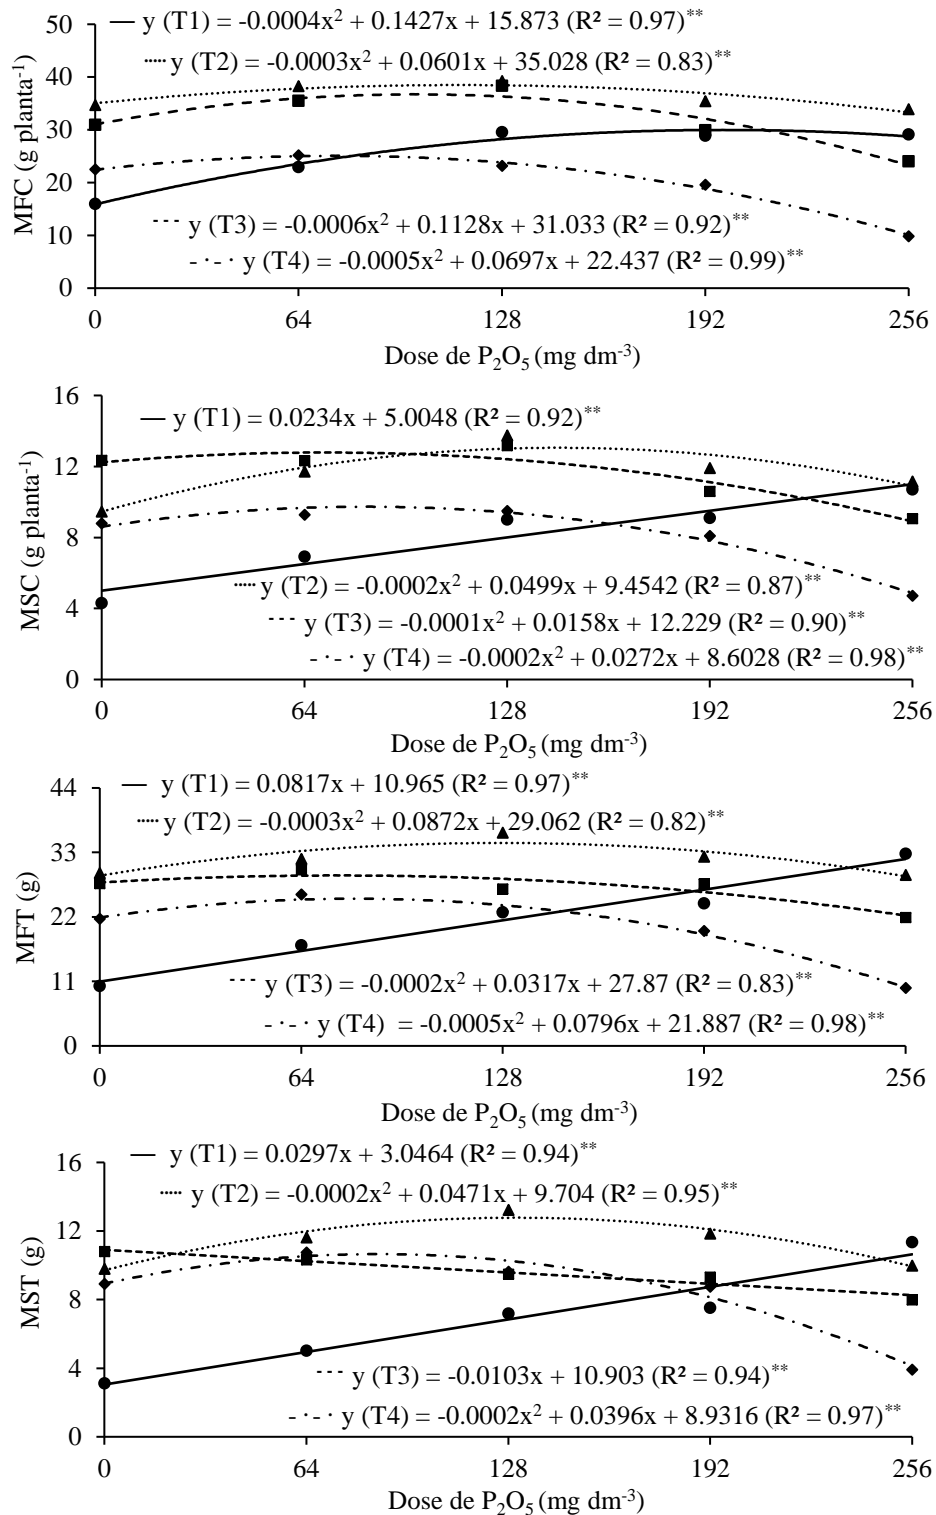 y (T1) = -0.0004x² + 0.1427x + 15.873 (R² = 0.97)**
y (T2) = -0.0003x² + 0.0601x + 35.028 (R² = 0.83)**
50
40
30
20
10
0
MFC (g planta⁻¹)
y (T3) = -0.0006x² + 0.1128x + 31.033 (R² = 0.92)**
y (T4) = -0.0005x² + 0.0697x + 22.437 (R² = 0.99)**
0 64 128 192 256
Dose de P₂O₅ (mg dm⁻³)
y (T1) = 0.0234x + 5.0048 (R² = 0.92)**
16
12
8
4
0
MSC (g planta⁻¹)
y (T2) = -0.0002x² + 0.0499x + 9.4542 (R² = 0.87)**
y (T3) = -0.0001x² + 0.0158x + 12.229 (R² = 0.90)**
y (T4) = -0.0002x² + 0.0272x + 8.6028 (R² = 0.98)**
0 64 128 192 256
Dose de P₂O₅ (mg dm⁻³)
y (T1) = 0.0817x + 10.965 (R² = 0.97)**
y (T2) = -0.0003x² + 0.0872x + 29.062 (R² = 0.82)**
44
33
22
11
0
MFT (g)
y (T3) = -0.0002x² + 0.0317x + 27.87 (R² = 0.83)**
y (T4) = -0.0005x² + 0.0796x + 21.887 (R² = 0.98)**
0 64 128 192 256
Dose de P₂O₅ (mg dm⁻³)
y (T1) = 0.0297x + 3.0464 (R² = 0.94)**
y (T2) = -0.0002x² + 0.0471x + 9.704 (R² = 0.95)**
16
12
8
4
0
MST (g)
y (T3) = -0.0103x + 10.903 (R² = 0.94)**
y (T4) = -0.0002x² + 0.0396x + 8.9316 (R² = 0.97)**
0 64 128 192 256
Dose de P₂O₅ (mg dm⁻³)